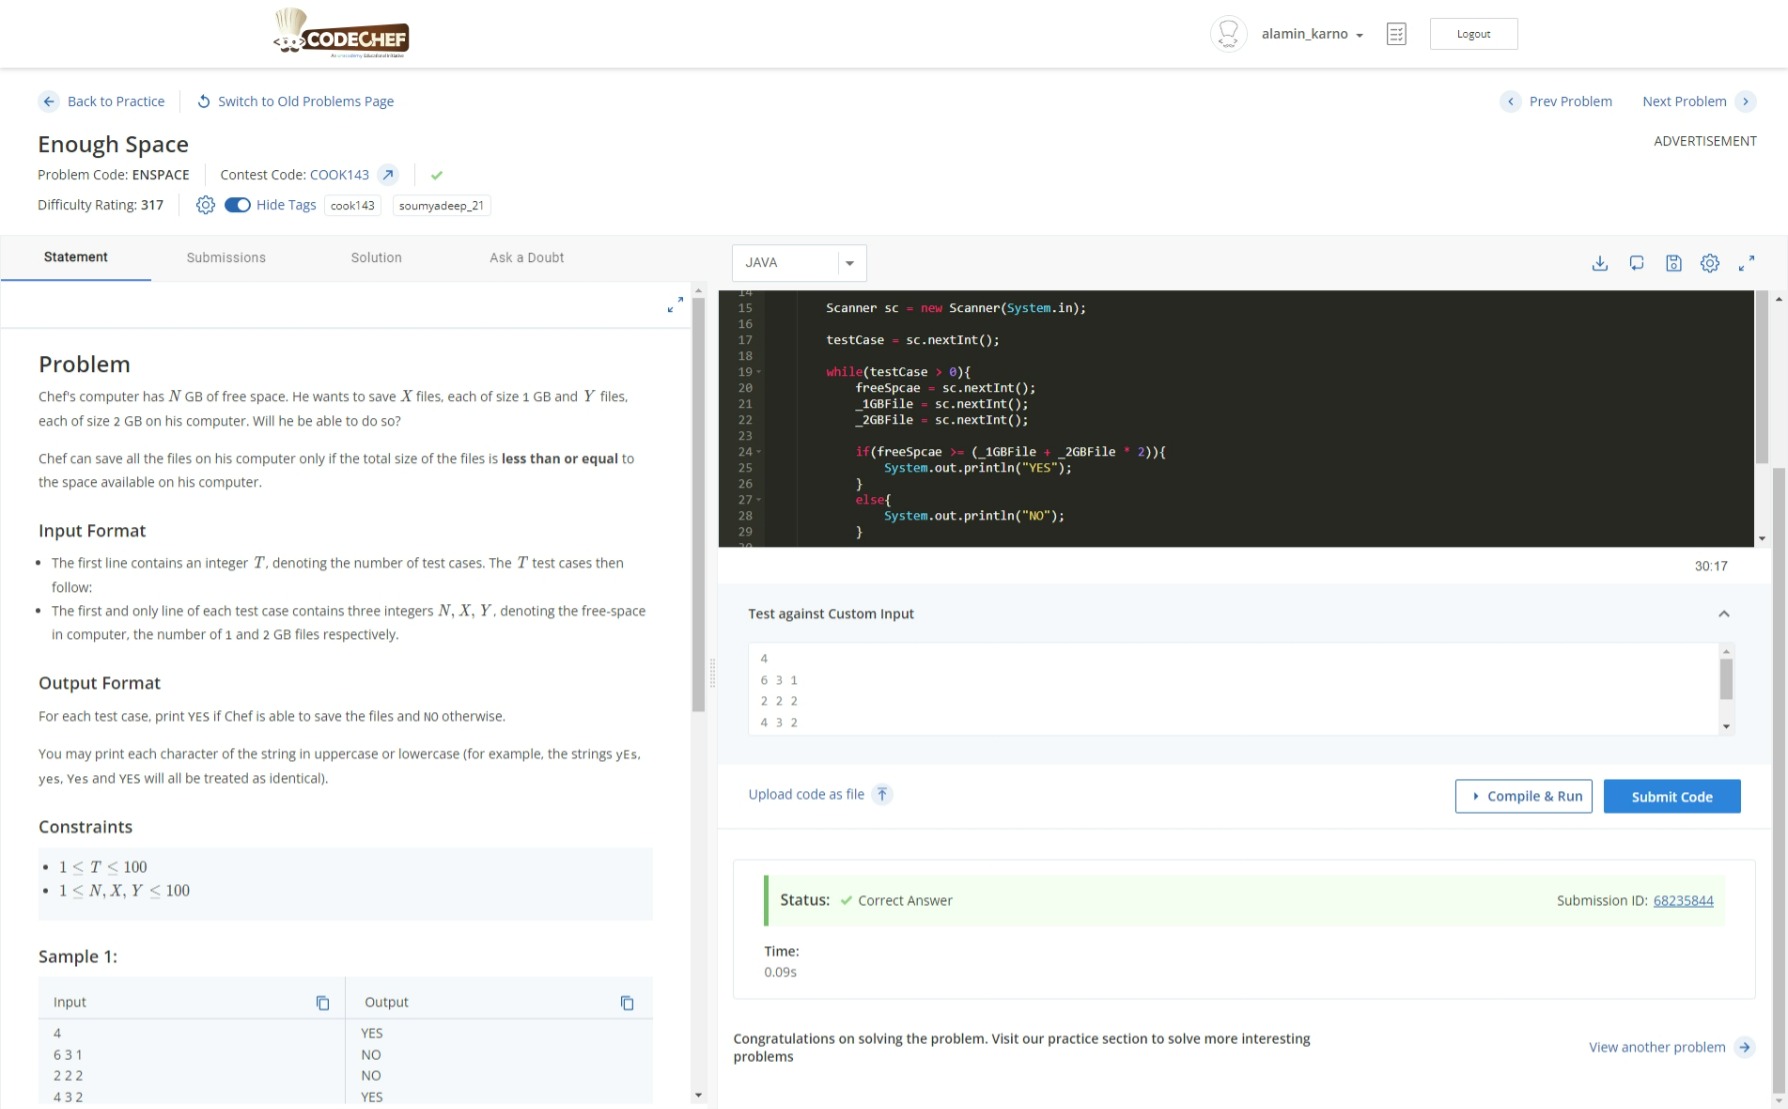 CODECHEF
alamin_karno
Logout
Back to Practice
Switch to Old Problems Page
Prev Problem
Next Problem
Enough Space
ADVERTISEMENT
Problem Code: ENSPACE
Contest Code: COOK143
Difficulty Rating: 317
Hide Tags
cook143
soumyadeep_21
Statement
Submissions
Solution
Ask a Doubt
Problem
Chef's computer has N GB of free space. He wants to save X files, each of size 1 GB and Y files,
each of size 2 GB on his computer. Will he be able to do so?
Chef can save all the files on his computer only if the total size of the files is less than or equal to
the space available on his computer.
Input Format
• The first line contains an integer T, denoting the number of test cases. The T test cases then
follow:
• The first and only line of each test case contains three integers N, X, Y, denoting the free-space
in computer, the number of 1 and 2 GB files respectively.
Output Format
For each test case, print YES if Chef is able to save the files and NO otherwise.
You may print each character of the string in uppercase or lowercase (for example, the strings yEs,
yes, Yes and YES will all be treated as identical).
Constraints
• 1 ≤ T ≤ 100
• 1 ≤ N, X, Y ≤ 100
Sample 1:
Input
Output
4
YES
6 3 1
NO
2 2 2
NO
4 3 2
YES
JAVA
14
15 Scanner sc = new Scanner(System.in);
16
17 testCase = sc.nextInt();
18
19 while(testCase > 0){
20 freeSpcae = sc.nextInt();
21 _1GBFile = sc.nextInt();
22 _2GBFile = sc.nextInt();
23
24 if(freeSpcae >= (_1GBFile + _2GBFile * 2)){
25 System.out.println("YES");
26 }
27 else{
28 System.out.println("NO");
29 }
30
30:17
Test against Custom Input
4
6 3 1
2 2 2
4 3 2
Upload code as file
Compile & Run
Submit Code
Status: Correct Answer
Submission ID: 68235844
Time:
0.09s
Congratulations on solving the problem. Visit our practice section to solve more interesting
problems
View another problem